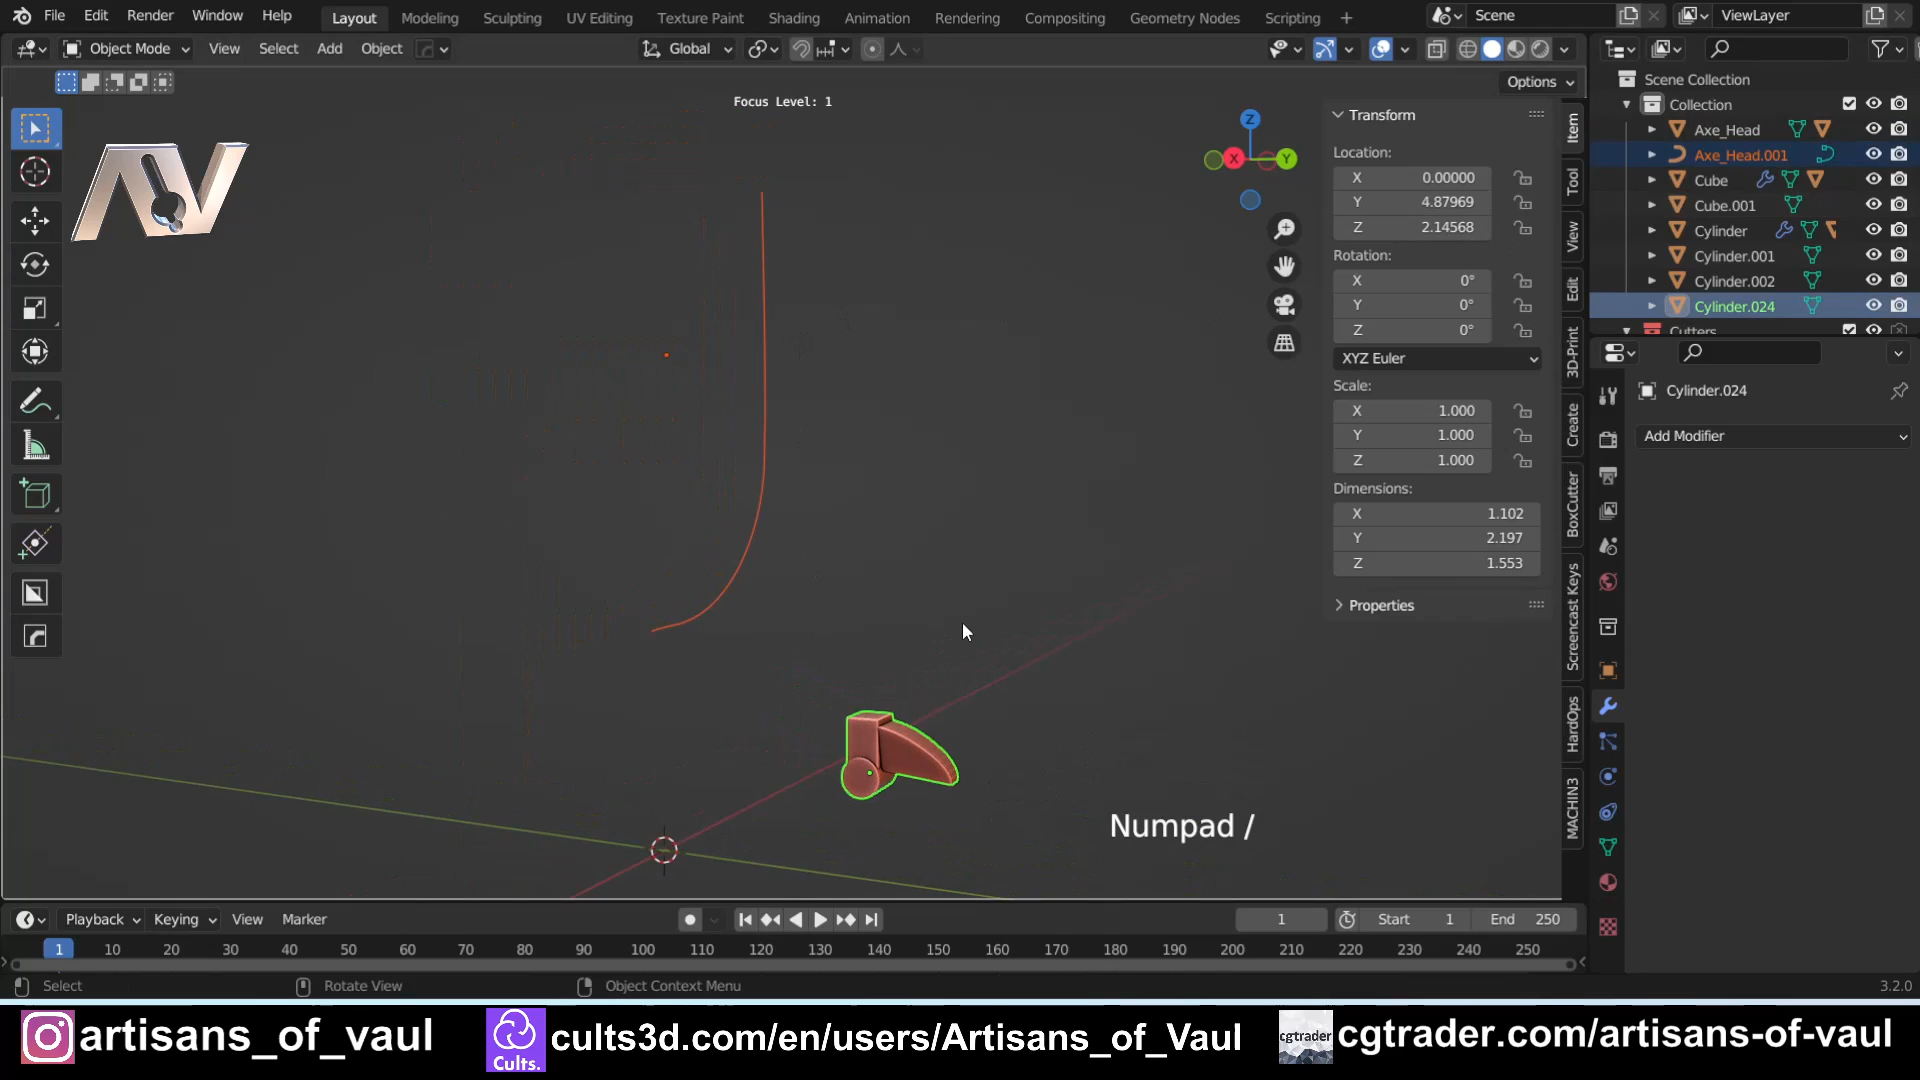 File Edit Render Window Help Layout Modeling Sculpting UV Editing Texture Paint Shading Animation Rendering Compositing Geometry Nodes Scripting + Scene ViewLayer
Object Mode View Select Add Object Global
Options
Focus Level: 1
Z
X
Y
AV
Transform
Location:
X 0.00000
Y 4.87969
Z 2.14568
Rotation:
X 0°
Y 0°
Z 0°
XYZ Euler
Scale:
X 1.000
Y 1.000
Z 1.000
Dimensions:
X 1.102
Y 2.197
Z 1.553
Properties
Item
Tool
View
Edit
3D-Print
Create
BoxCutter
Screencast Keys
HardOps
MACHIN3
Scene Collection
Collection
Axe_Head
Axe_Head.001
Cube
Cube.001
Cylinder
Cylinder.001
Cylinder.002
Cylinder.024
Cutters
Cylinder.024
Add Modifier
Numpad /
Playback Keying View Marker 1 Start 1 End 250
1 10 20 30 40 50 60 70 80 90 100 110 120 130 140 150 160 170 180 190 200 210 220 230 240 250
Select Rotate View Object Context Menu 3.2.0
artisans_of_vaul Cults. cults3d.com/en/users/Artisans_of_Vaul cgtrader cgtrader.com/artisans-of-vaul